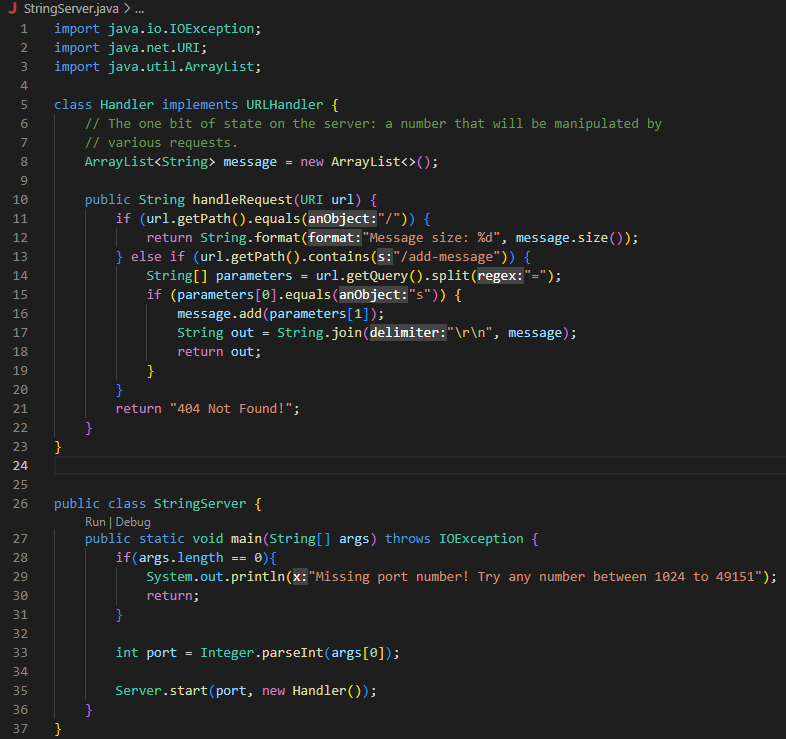 StringServer.java > ...
1 import java.io.IOException;
2 import java.net.URI;
3 import java.util.ArrayList;
4
5 class Handler implements URLHandler {
6     // The one bit of state on the server: a number that will be manipulated by
7     // various requests.
8     ArrayList<String> message = new ArrayList<>();
9
10     public String handleRequest(URI url) {
11         if (url.getPath().equals(anObject:"/")) {
12             return String.format(format:"Message size: %d", message.size());
13         } else if (url.getPath().contains(s:"/add-message")) {
14             String[] parameters = url.getQuery().split(regex:"=");
15             if (parameters[0].equals(anObject:"s")) {
16                 message.add(parameters[1]);
17                 String out = String.join(delimiter:"\r\n", message);
18                 return out;
19             }
20         }
21         return "404 Not Found!";
22     }
23 }
24
25
26 public class StringServer {
Run | Debug
27     public static void main(String[] args) throws IOException {
28         if(args.length == 0){
29             System.out.println(x:"Missing port number! Try any number between 1024 to 49151");
30             return;
31         }
32
33         int port = Integer.parseInt(args[0]);
34
35         Server.start(port, new Handler());
36     }
37 }